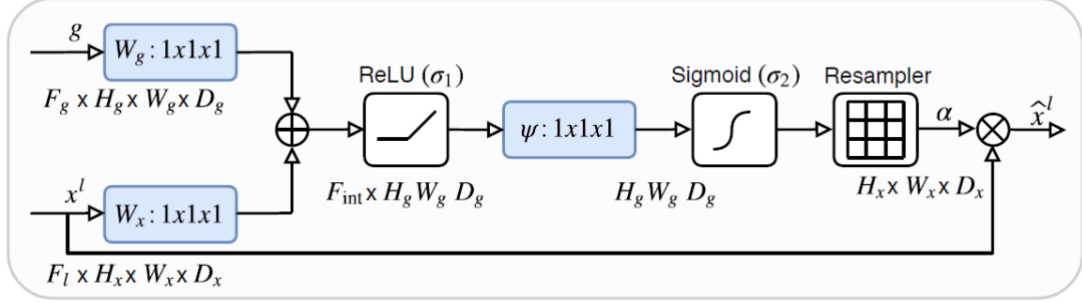 g
W_g : 1x1x1
F_g x H_g x W_g x D_g
x^l
W_x : 1x1x1
F_l x H_x x W_x x D_x
ReLU (σ_1)
F_int x H_g W_g D_g
ψ : 1x1x1
H_g W_g D_g
Sigmoid (σ_2)
Resampler
α
H_x x W_x x D_x
x̂^l